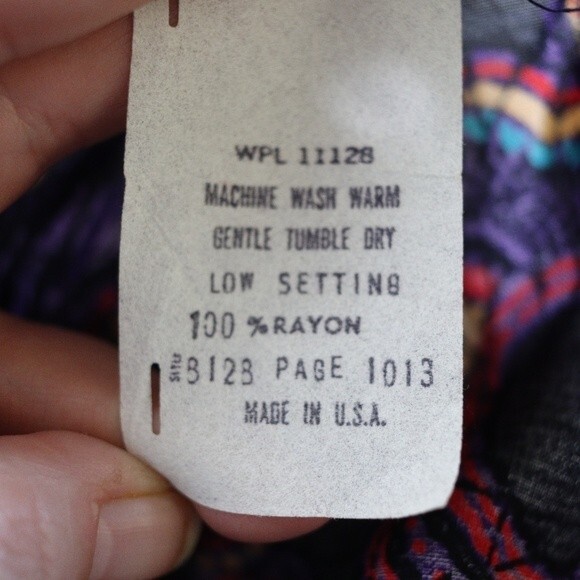 WPL 11128
MACHINE WASH WARM
GENTLE TUMBLE DRY
LOW SETTING
100 % RAYON
8128 PAGE 1013
MADE IN U.S.A.